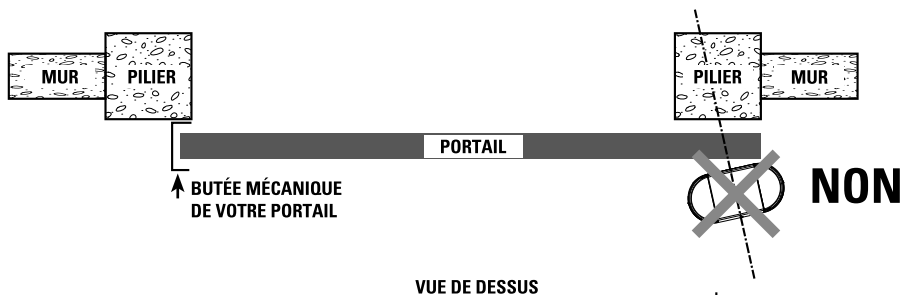 MUR
PILIER
PILIER
MUR
PORTAIL
BUTÉE MÉCANIQUE
DE VOTRE PORTAIL
NON
VUE DE DESSUS